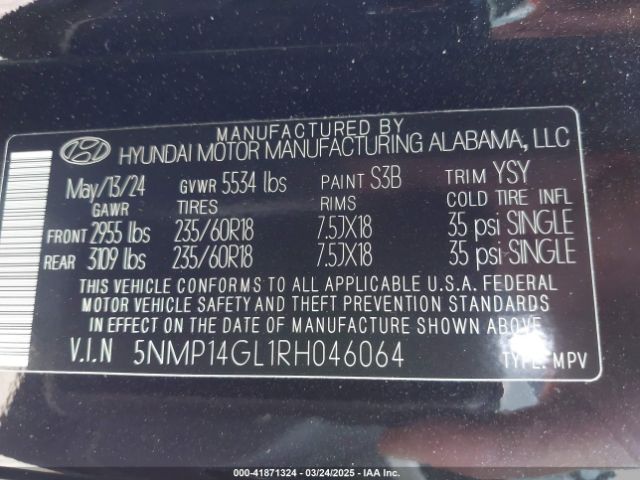 MANUFACTURED BY
HYUNDAI MOTOR MANUFACTURING ALABAMA, LLC
May/13/24 GVWR 5534 lbs PAINT S3B TRIM YSY
GAWR TIRES RIMS COLD TIRE INFL
FRONT 2955 lbs 235/60R18 7.5JX18 35 psi SINGLE
REAR 3109 lbs 235/60R18 7.5JX18 35 psi SINGLE
THIS VEHICLE CONFORMS TO ALL APPLICABLE U.S.A. FEDERAL
MOTOR VEHICLE SAFETY AND THEFT PREVENTION STANDARDS
IN EFFECT ON THE DATE OF MANUFACTURE SHOWN ABOVE.
V.I.N 5NMP14GL1RH046064 TYPE: MPV
000-41871324 | 03/24/2025 | IAA Inc.